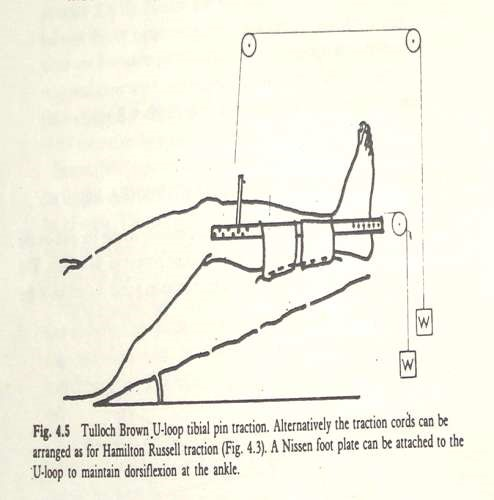 W
W
Fig. 4.5 Tulloch Brown U-loop tibial pin traction. Alternatively the traction cords can be
arranged as for Hamilton Russell traction (Fig. 4.3). A Nissen foot plate can be attached to the
U-loop to maintain dorsiflexion at the ankle.